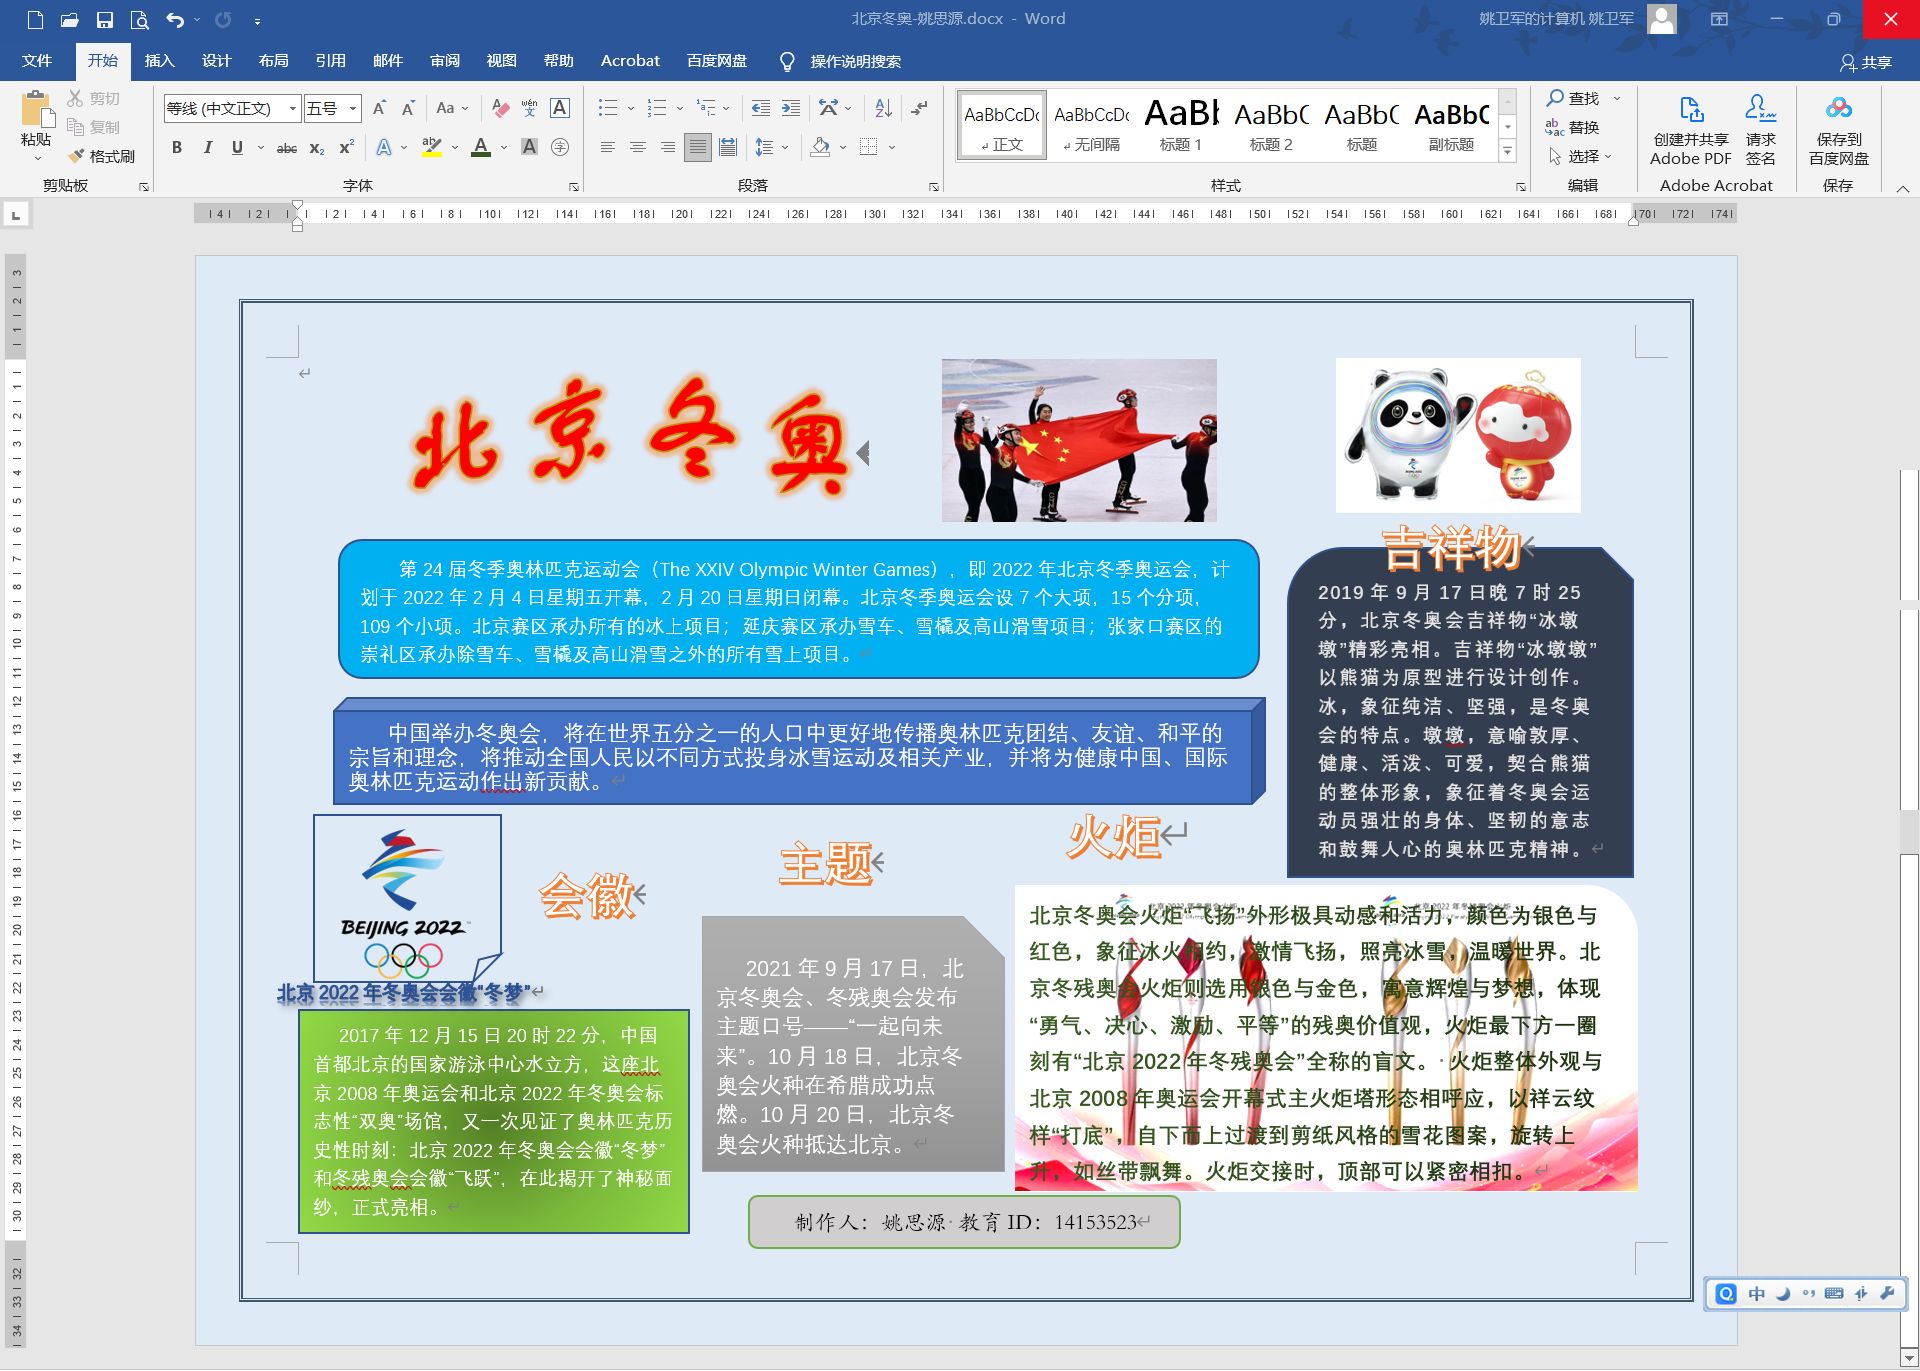 北京冬奥-姚思源.docx - Word
姚卫军的计算机 姚卫军
文件 开始 插入 设计 布局 引用 邮件 审阅 视图 帮助 Acrobat 百度网盘 操作说明搜索 共享
粘贴
剪切
复制
格式刷
剪贴板
等线 (中文正文) 五号
字体
段落
AaBbCcDc 正文
AaBbCcDc 无间隔
AaBl 标题 1
AaBbC 标题 2
AaBbC 标题
AaBbC 副标题
样式
查找
替换
选择
编辑
创建并共享
Adobe PDF
请求
签名
Adobe Acrobat
保存到
百度网盘
保存
北京冬奥
第 24 届冬季奥林匹克运动会（The XXIV Olympic Winter Games），即 2022 年北京冬季奥运会，计
划于 2022 年 2 月 4 日星期五开幕，2 月 20 日星期日闭幕。北京冬季奥运会设 7 个大项，15 个分项，
109 个小项。北京赛区承办所有的冰上项目；延庆赛区承办雪车、雪橇及高山滑雪项目；张家口赛区的
崇礼区承办除雪车、雪橇及高山滑雪之外的所有雪上项目。
中国举办冬奥会，将在世界五分之一的人口中更好地传播奥林匹克团结、友谊、和平的
宗旨和理念，将推动全国人民以不同方式投身冰雪运动及相关产业，并将为健康中国、国际
奥林匹克运动作出新贡献。
吉祥物
2019 年 9 月 17 日晚 7 时 25
分，北京冬奥会吉祥物“冰墩
墩”精彩亮相。吉祥物“冰墩墩”
以熊猫为原型进行设计创作。
冰，象征纯洁、坚强，是冬奥
会的特点。墩墩，意喻敦厚、
健康、活泼、可爱，契合熊猫
的整体形象，象征着冬奥会运
动员强壮的身体、坚韧的意志
和鼓舞人心的奥林匹克精神。
BEIJING 2022
会徽
北京 2022 年冬奥会会徽“冬梦”
2017 年 12 月 15 日 20 时 22 分，中国
首都北京的国家游泳中心水立方，这座北
京 2008 年奥运会和北京 2022 年冬奥会标
志性“双奥”场馆，又一次见证了奥林匹克历
史性时刻：北京 2022 年冬奥会会徽“冬梦”
和冬残奥会会徽“飞跃”，在此揭开了神秘面
纱，正式亮相。
主题
2021 年 9 月 17 日，北
京冬奥会、冬残奥会发布
主题口号——“一起向未
来”。10 月 18 日，北京冬
奥会火种在希腊成功点
燃。10 月 20 日，北京冬
奥会火种抵达北京。
火炬
北京冬奥会火炬“飞扬”外形极具动感和活力，颜色为银色与
红色，象征冰火相约，激情飞扬，照亮冰雪，温暖世界。北
京冬残奥会火炬则选用银色与金色，寓意辉煌与梦想，体现
“勇气、决心、激励、平等”的残奥价值观，火炬最下方一圈
刻有“北京 2022 年冬残奥会”全称的盲文。 火炬整体外观与
北京 2008 年奥运会开幕式主火炬塔形态相呼应，以祥云纹
样“打底”，自下而上过渡到剪纸风格的雪花图案，旋转上
升，如丝带飘舞。火炬交接时，顶部可以紧密相扣。
制作人：姚思源 教育 ID：14153523
中